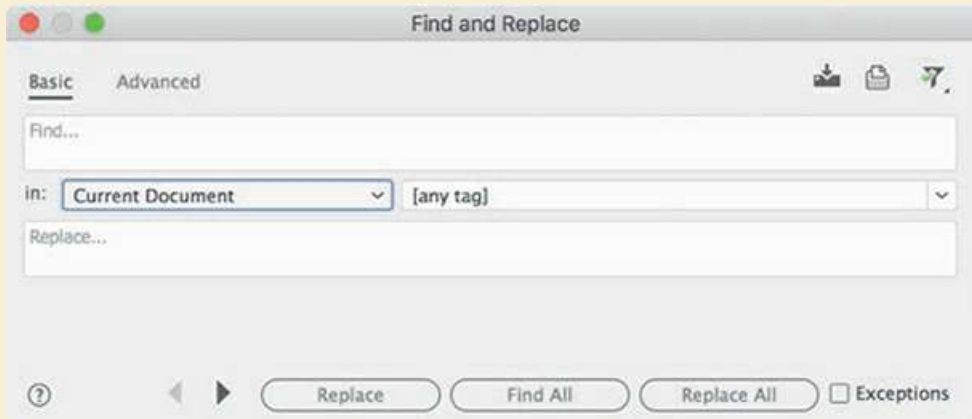 Find and Replace
Basic Advanced
Find...
in: Current Document [any tag]
Replace...
? Replace Find All Replace All Exceptions